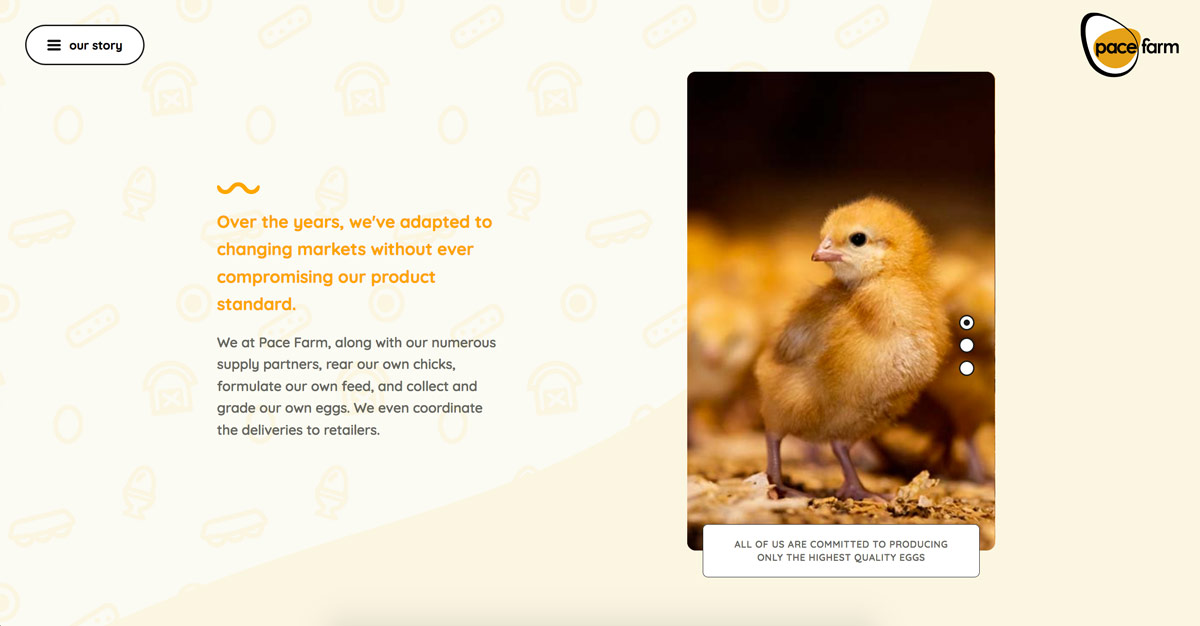 our story
pace farm
Over the years, we've adapted to
changing markets without ever
compromising our product
standard.
We at Pace Farm, along with our numerous
supply partners, rear our own chicks,
formulate our own feed, and collect and
grade our own eggs. We even coordinate
the deliveries to retailers.
ALL OF US ARE COMMITTED TO PRODUCING
ONLY THE HIGHEST QUALITY EGGS